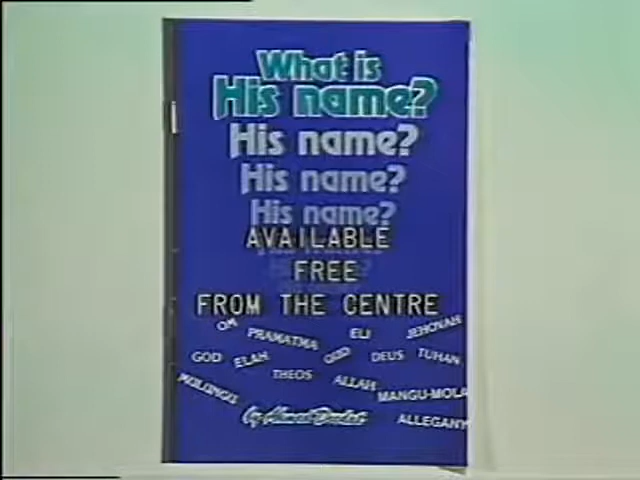 What is
His name?
His name?
His name?
His name?
AVAILABLE
FREE
FROM THE CENTRE
OM PRAMATMA ELI JEHOVAH
GOD ELAH GOD DEUS TUHAN
THEOS ALLAH
MULUNGU MANGU-MOLA
by Ahmed Deedat ALLEGANY